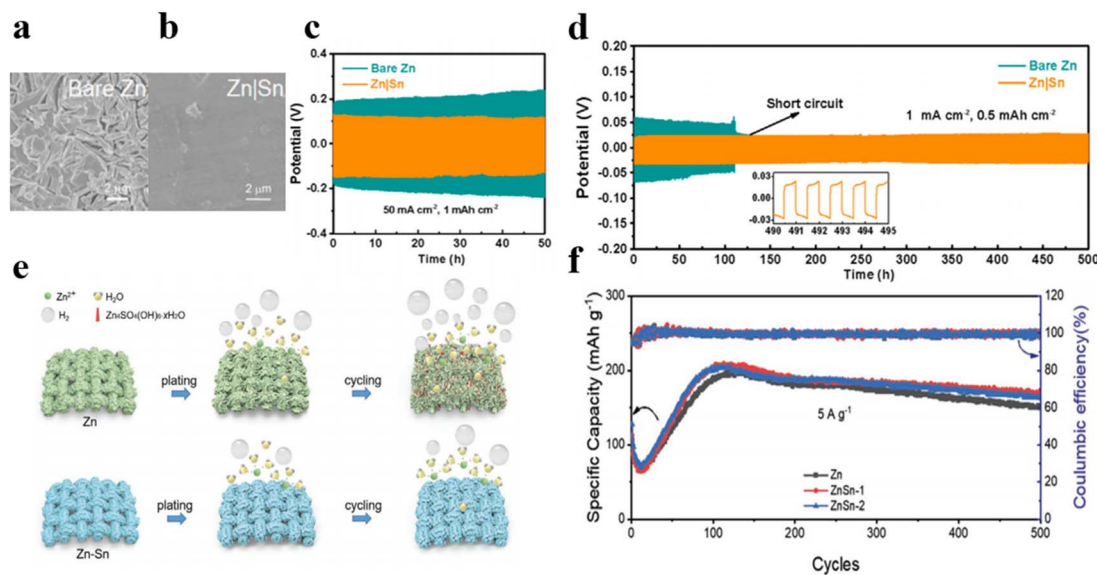 a
b
c
d
Bare Zn
2 μm
Zn|Sn
2 μm
Potential (V)
0.4
0.2
0.0
-0.2
-0.4
Bare Zn
Zn|Sn
50 mA cm-2, 1 mAh cm-2
0 10 20 30 40 50
Time (h)
Potential (V)
0.20
0.15
0.10
0.05
0.00
-0.05
-0.10
-0.15
-0.20
Bare Zn
Zn|Sn
Short circuit
1 mA cm-2, 0.5 mAh cm-2
0.03
0.00
-0.03
490 491 492 493 494 495
0 50 100 150 200 250 300 350 400 450 500
Time (h)
e
Zn2+ H2O
H2 Zn4SO4(OH)6·xH2O
Zn
plating
cycling
Zn-Sn
plating
cycling
f
Specific Capacity (mAh g-1)
300
250
200
150
100
50
0
5 A g-1
Zn
ZnSn-1
ZnSn-2
0 100 200 300 400 500
Cycles
120
100
80
60
40
20
0
Coulumbic efficiency(%)